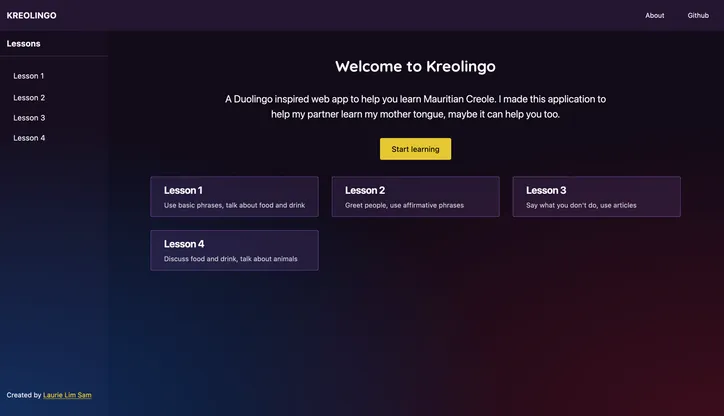 KREOLINGO
About
Github
Lessons
Lesson 1
Lesson 2
Lesson 3
Lesson 4
Welcome to Kreolingo
A Duolingo inspired web app to help you learn Mauritian Creole. I made this application to
help my partner learn my mother tongue, maybe it can help you too.
Start learning
Lesson 1
Use basic phrases, talk about food and drink
Lesson 2
Greet people, use affirmative phrases
Lesson 3
Say what you don't do, use articles
Lesson 4
Discuss food and drink, talk about animals
Created by Laurie Lim Sam